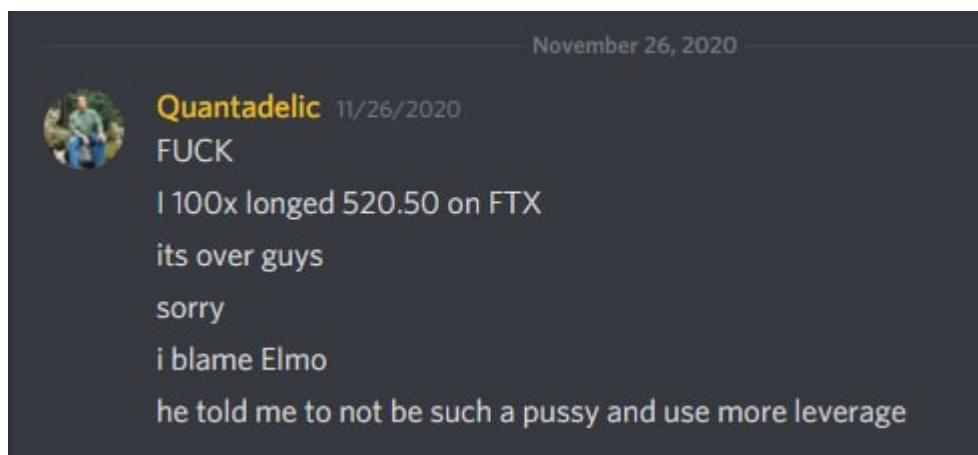 November 26, 2020
Quantadelic 11/26/2020
FUCK
I 100x longed 520.50 on FTX
its over guys
sorry
i blame Elmo
he told me to not be such a pussy and use more leverage